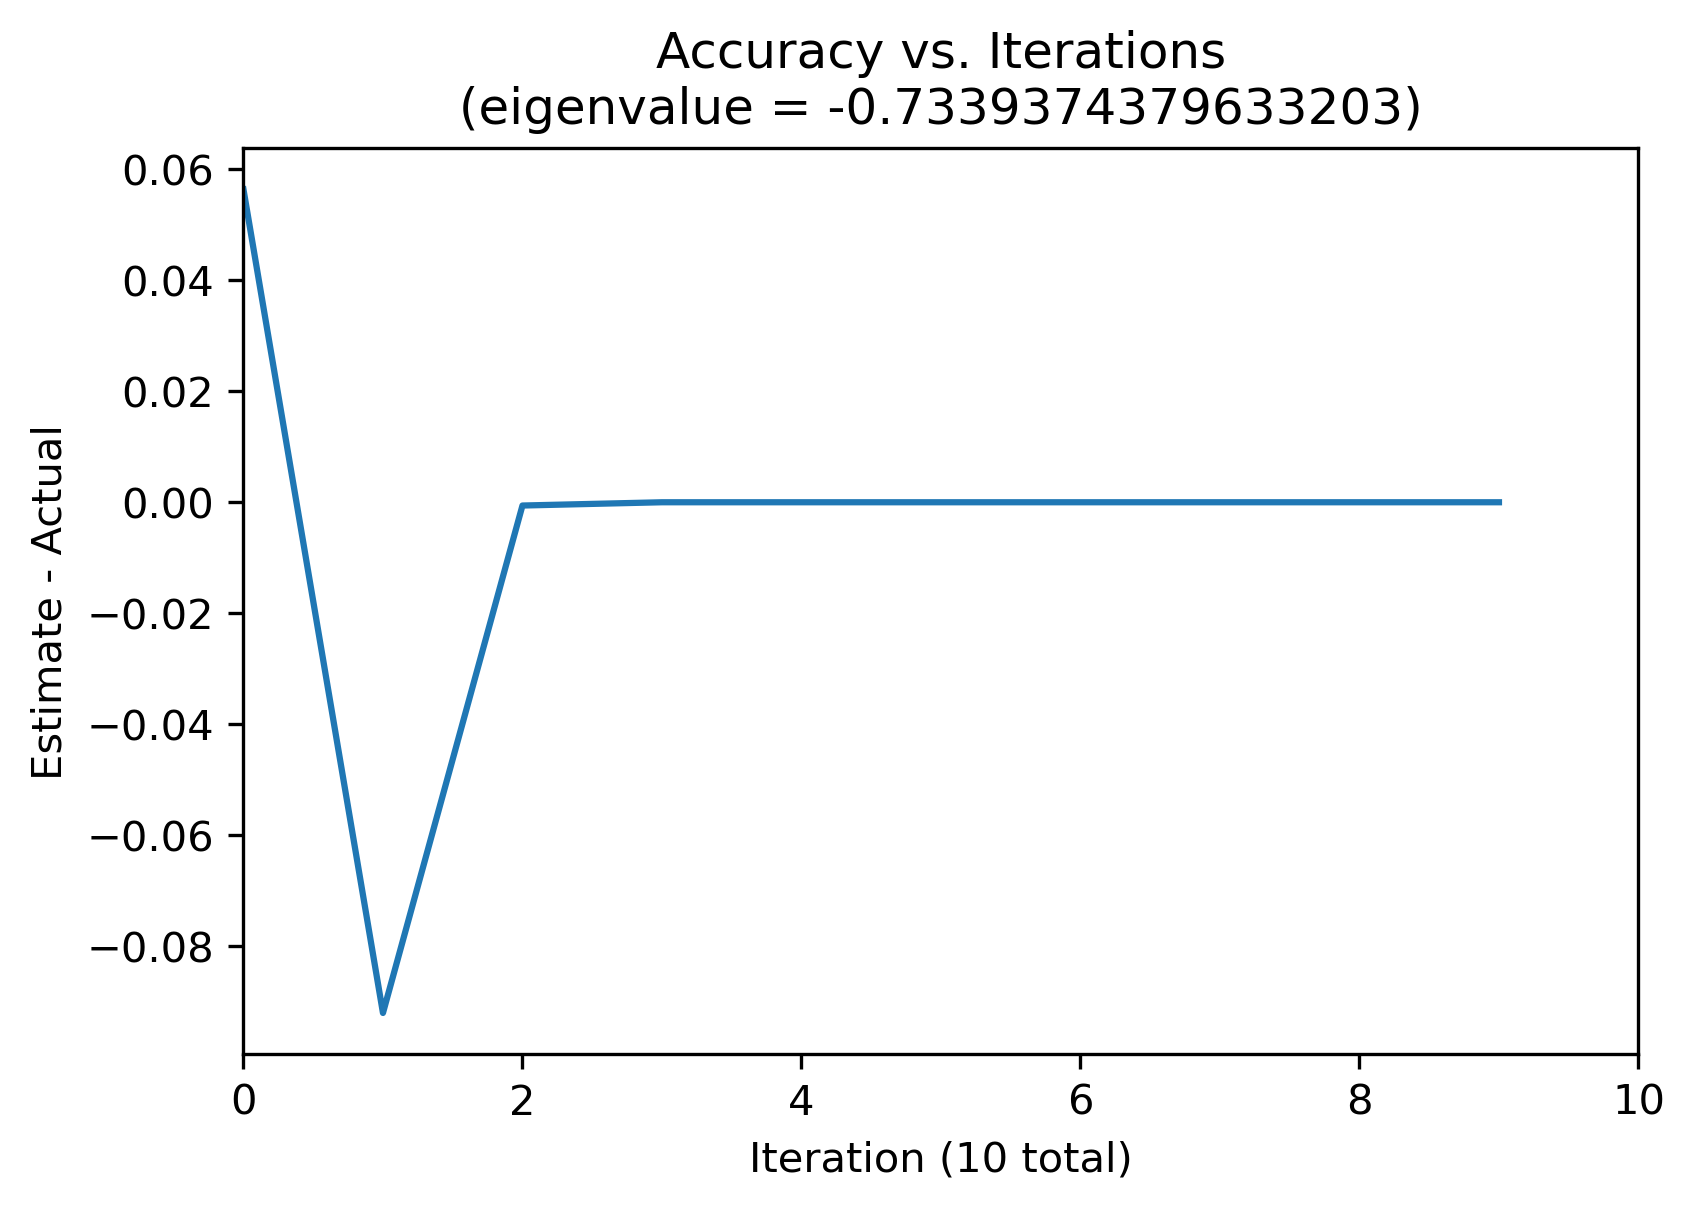 Accuracy vs. Iterations
(eigenvalue = -0.7339374379633203)
0.06
0.04
0.02
0.00
−0.02
−0.04
−0.06
−0.08
Estimate - Actual
0 2 4 6 8 10
Iteration (10 total)